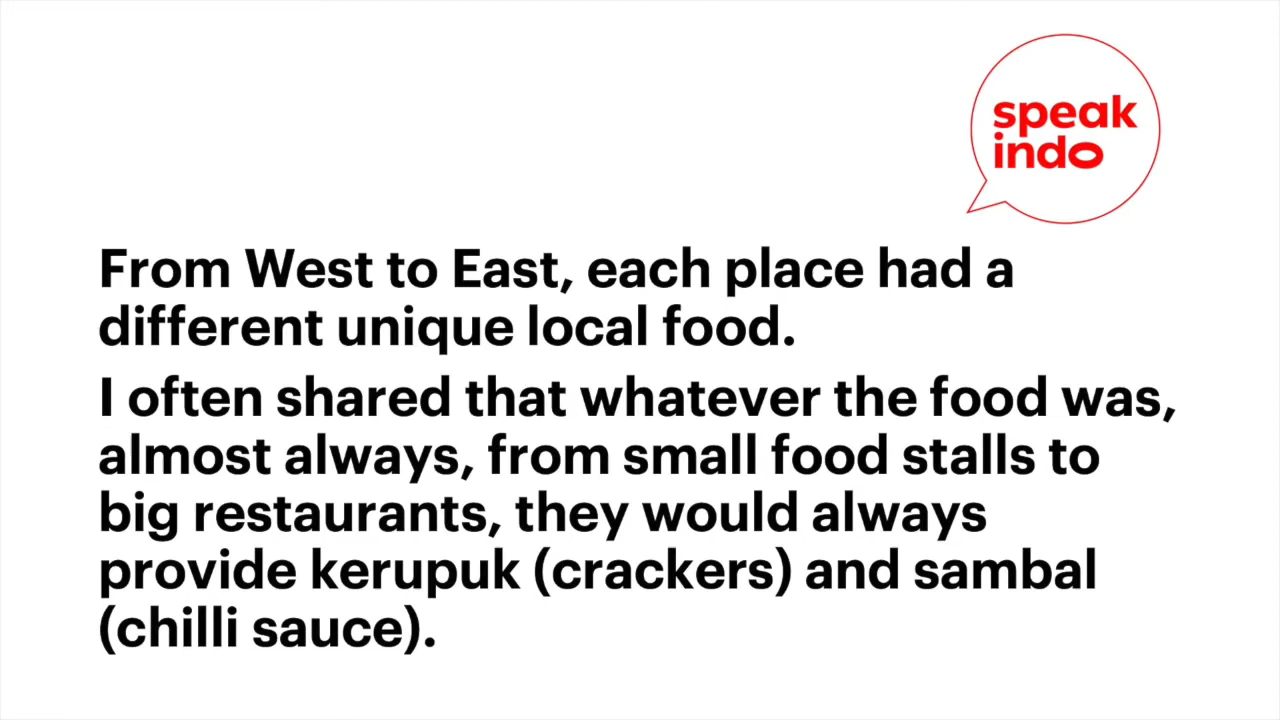 speak
indo
From West to East, each place had a
different unique local food.
I often shared that whatever the food was,
almost always, from small food stalls to
big restaurants, they would always
provide kerupuk (crackers) and sambal
(chilli sauce).